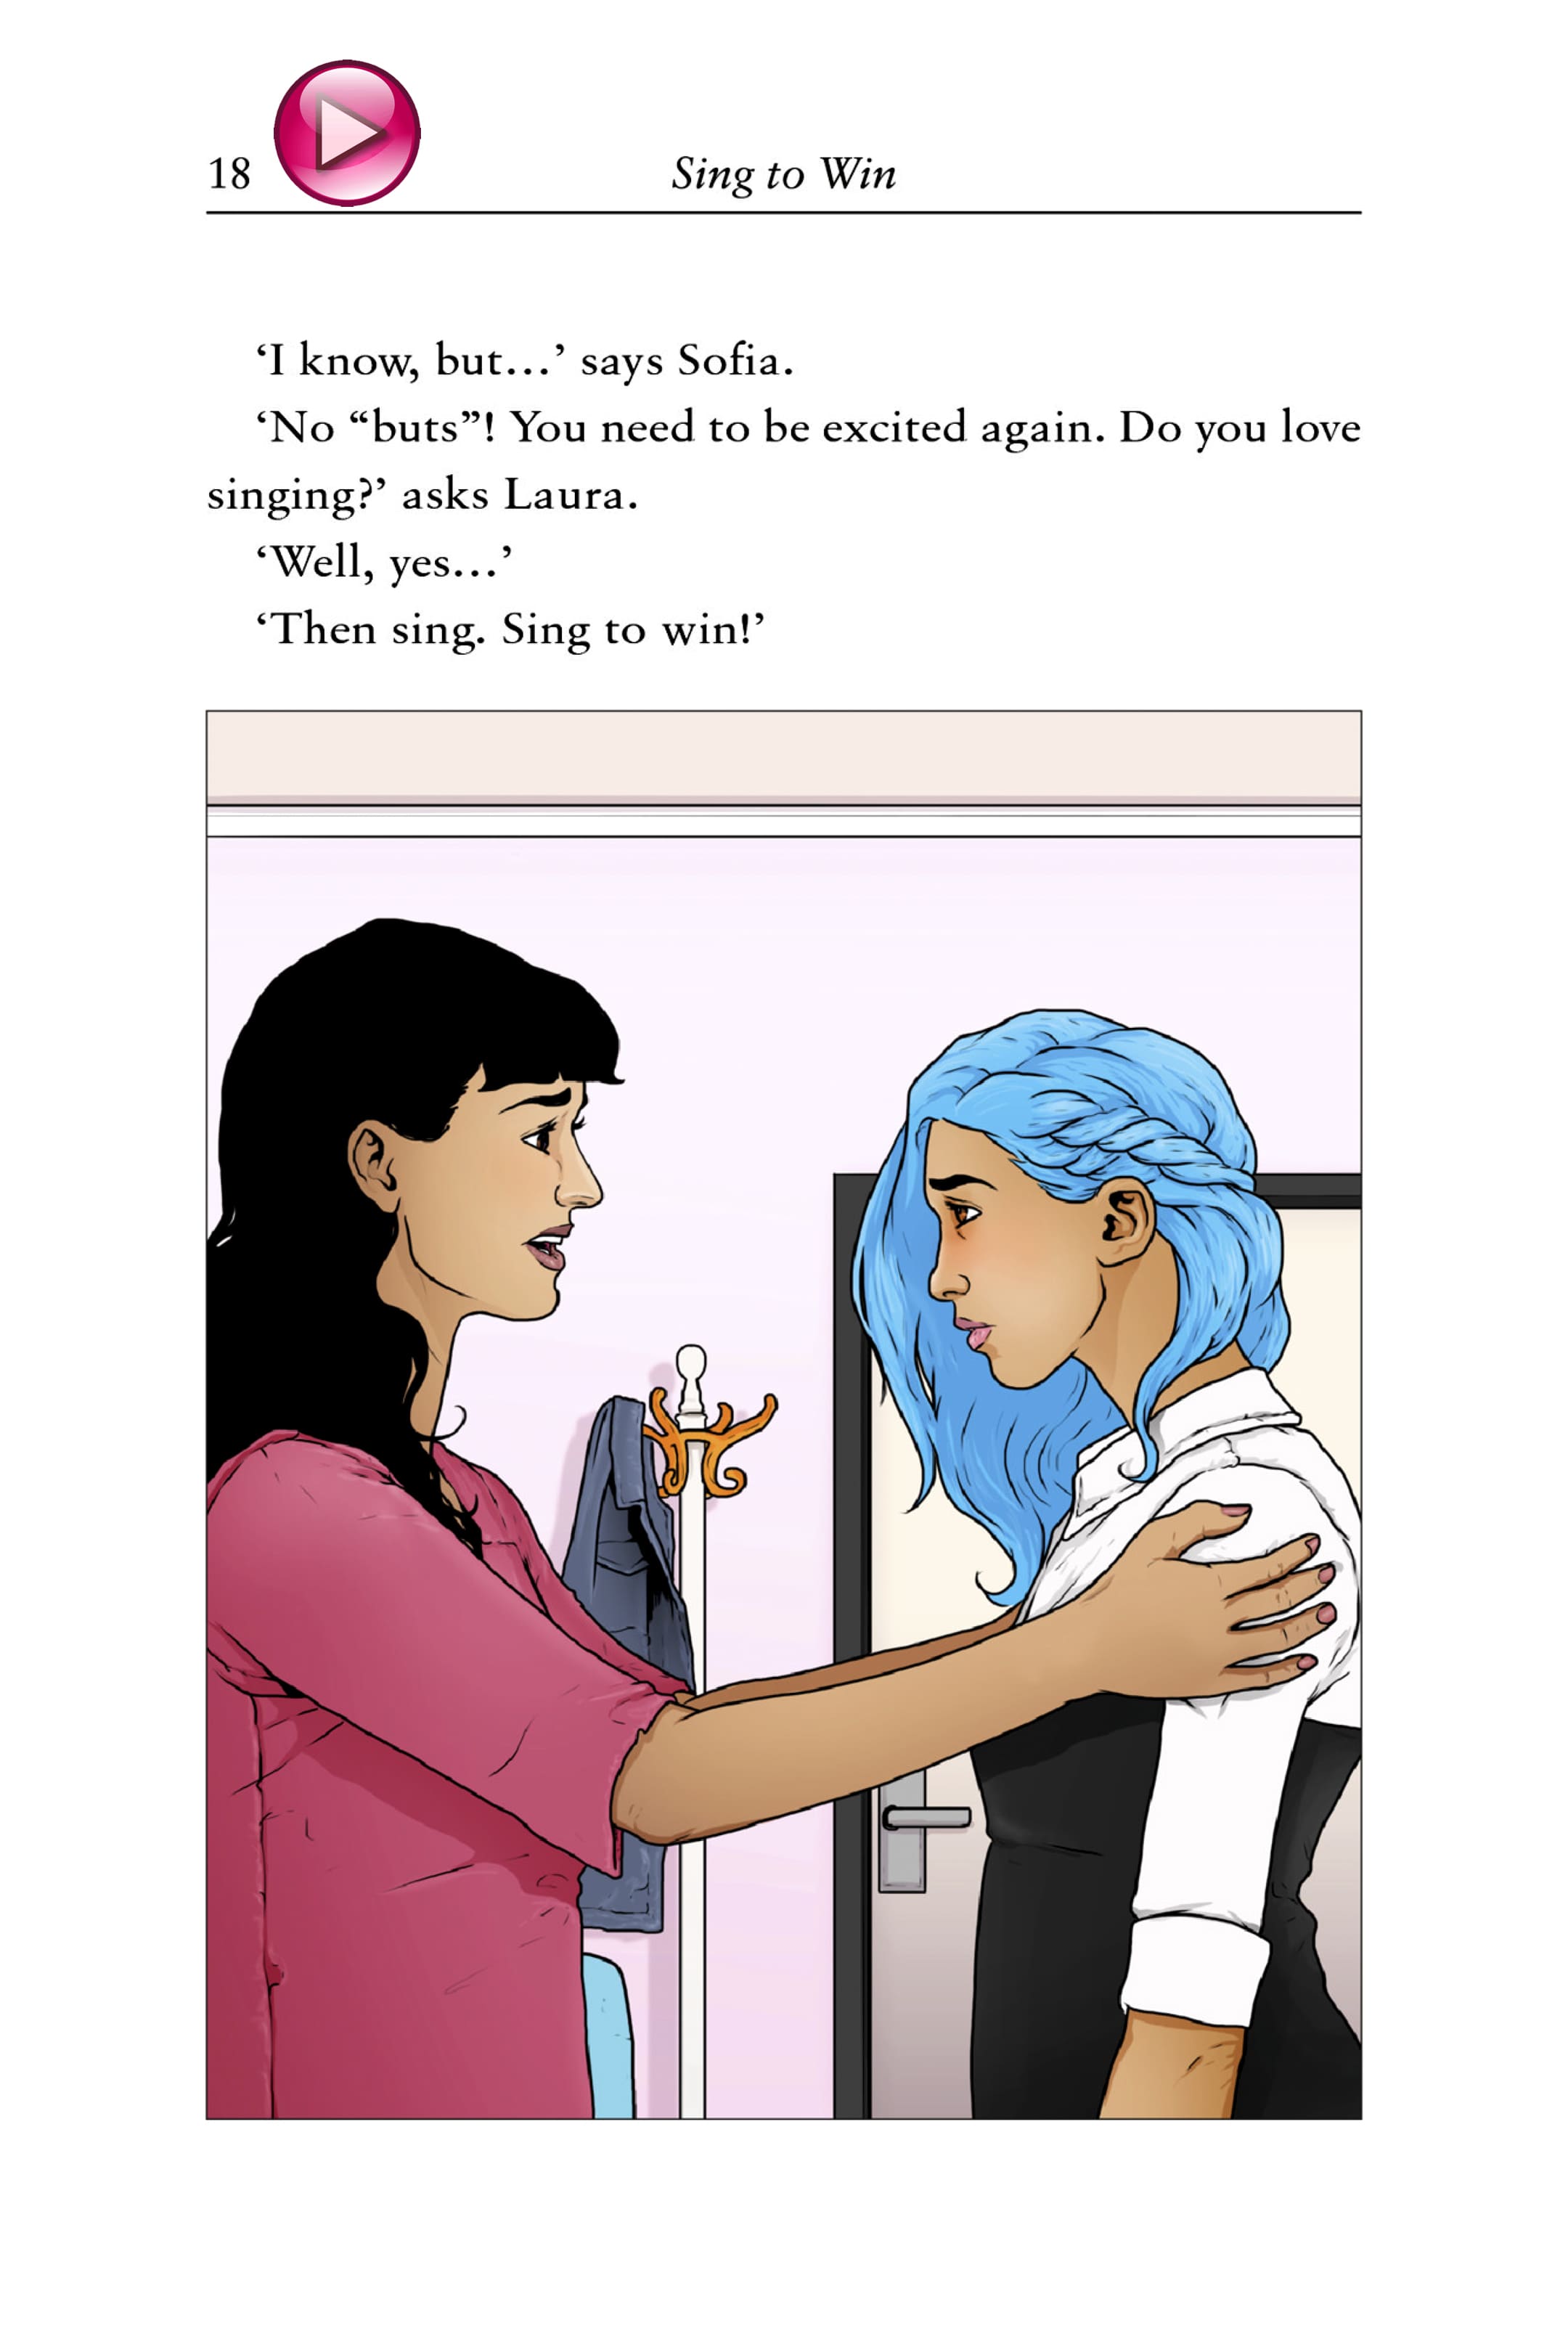 18
Sing to Win
‘I know, but…’ says Sofia.
‘No “buts”! You need to be excited again. Do you love
singing?’ asks Laura.
‘Well, yes…’
‘Then sing. Sing to win!’